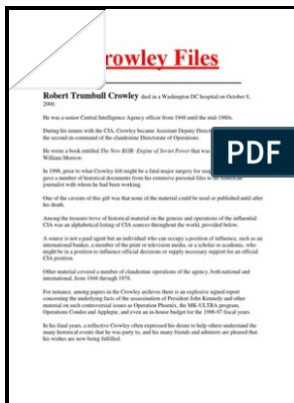 rowley Files
Robert Trumbull Crowley died in a Washington DC hospital on October 8,
2000.
He was a senior Central Intelligence Agency officer from 1948 until the mid-1980s.
During his tenure with the CIA, Crowley became Assistant Deputy Direct
the second in command of the clandestine Directorate of Operations.
He wrote a book entitled The New KGB: Engine of Soviet Power that was
William Morrow.
PDF
In 1996, prior to what Crowley felt might be a fatal major surgery for
gave a number of historical documents from his extensive personal files to
journalist with whom he had been working.
One of the caveats of this gift was that none of the material could be used or published until after
his death.
Among the treasure trove of historical material on the genesis and operations of the influential
CIA was an alphabetical listing of CIA sources throughout the world, provided below.
A source is not a paid agent but an individual who can occupy a position of influence, such as an
international banker, a member of the print or television media, or a scholar or academic, who
might be in a position to influence official decisions or supply necessary support for an official
CIA position.
Other material covered a number of clandestine operations of the agency, both national and
international, from 1948 through 1978.
For instance, among papers in the Crowley archives there is an explosive signed report
concerning the underlying facts of the assassination of President John Kennedy and other
material on such controversial issues as Operation Phoenix, the MK-ULTRA program,
Operations Condor and Applepie, and even an in-house budget for the 1996-97 fiscal years.
In his final years, a reflective Crowley often expressed his desire to help others understand the
many historical events that he was party to, and his many friends and admirers are pleased that
his wishes are now being fulfilled.